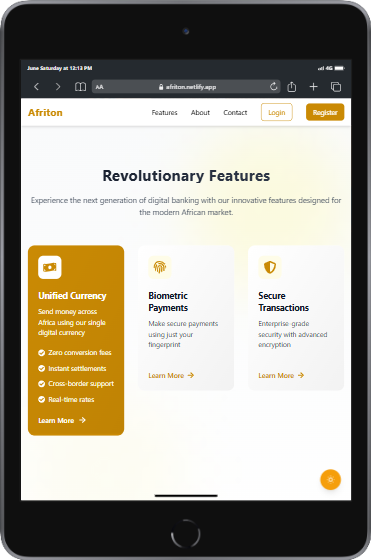 June Saturday at 12:13 PM
4G
AA
afriton.netlify.app
Afriton
Features
About
Contact
Login
Register
Revolutionary Features
Experience the next generation of digital banking with our innovative features designed for
the modern African market.
Unified Currency
Send money across
Africa using our single
digital currency
Zero conversion fees
Instant settlements
Cross-border support
Real-time rates
Learn More
Biometric
Payments
Make secure payments
using just your
fingerprint
Learn More
Secure
Transactions
Enterprise-grade
security with advanced
encryption
Learn More